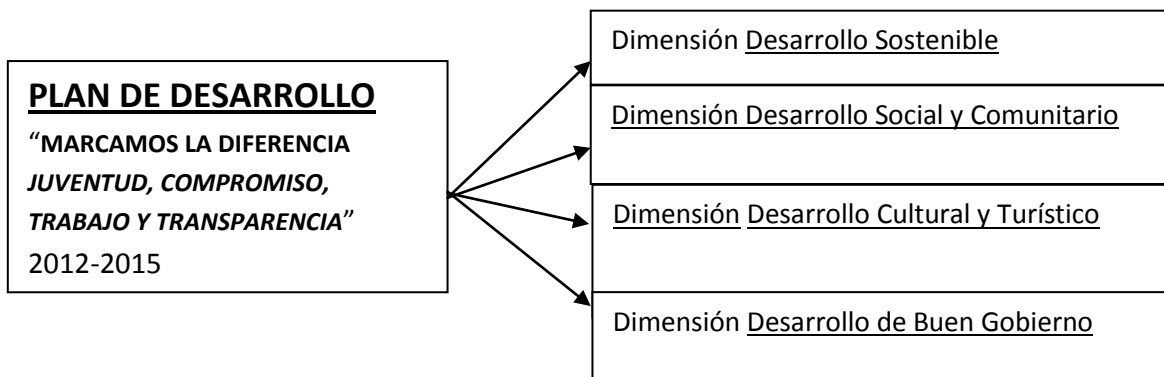 PLAN DE DESARROLLO
“MARCAMOS LA DIFERENCIA
JUVENTUD, COMPROMISO,
TRABAJO Y TRANSPARENCIA”
2012-2015
Dimensión Desarrollo Sostenible
Dimensión Desarrollo Social y Comunitario
Dimensión Desarrollo Cultural y Turístico
Dimensión Desarrollo de Buen Gobierno